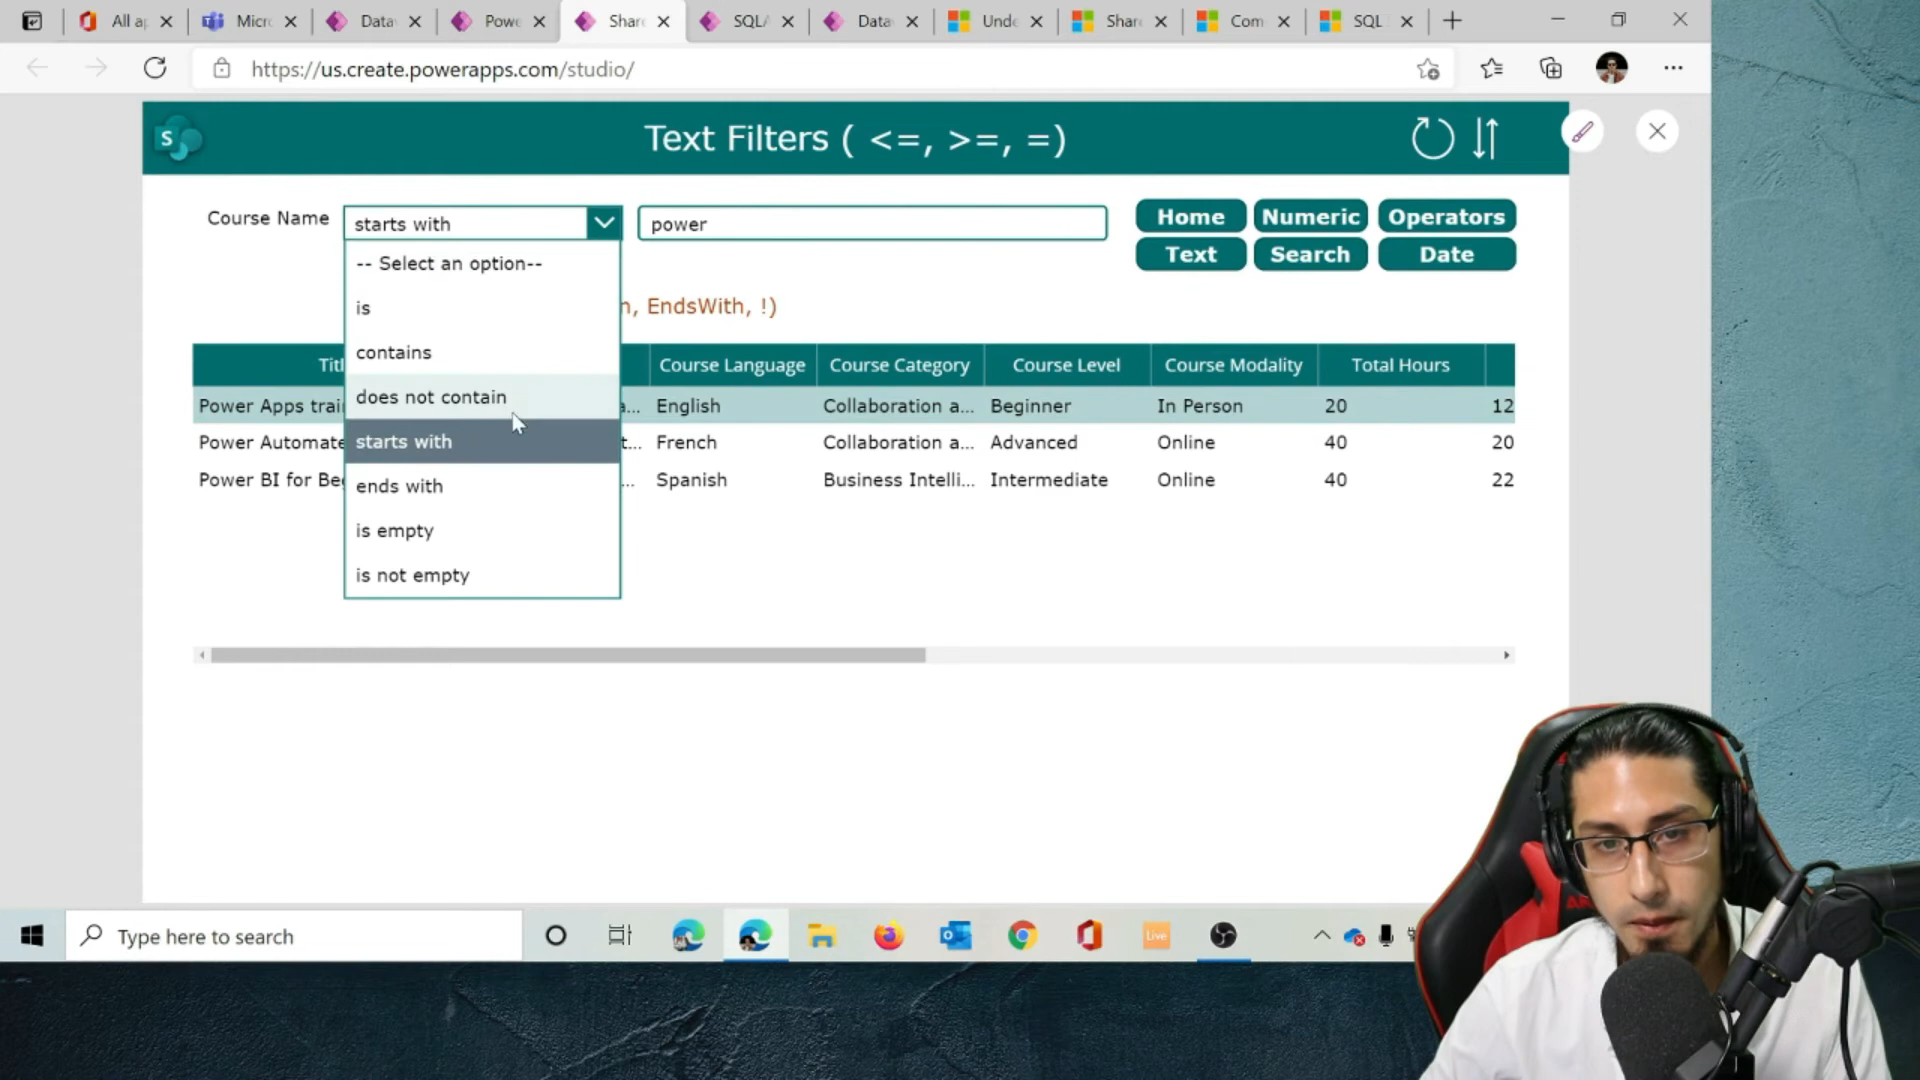 All a
Micr
Data
Powe
Share
SQL
Data
Unde
Share
Com
SQL
https://us.create.powerapps.com/studio/
S
Text Filters ( <=, >=, =)
Course Name
starts with
power
Home
Numeric
Operators
Text
Search
Date
-- Select an option--
is
contains
does not contain
starts with
ends with
is empty
is not empty
n, EndsWith, !)
Titl
Course Language
Course Category
Course Level
Course Modality
Total Hours
Power Apps trai
a...
English
Collaboration a...
Beginner
In Person
20
12
Power Automate
t...
French
Collaboration a...
Advanced
Online
40
20
Power BI for Be
...
Spanish
Business Intelli...
Intermediate
Online
40
22
Type here to search
Live